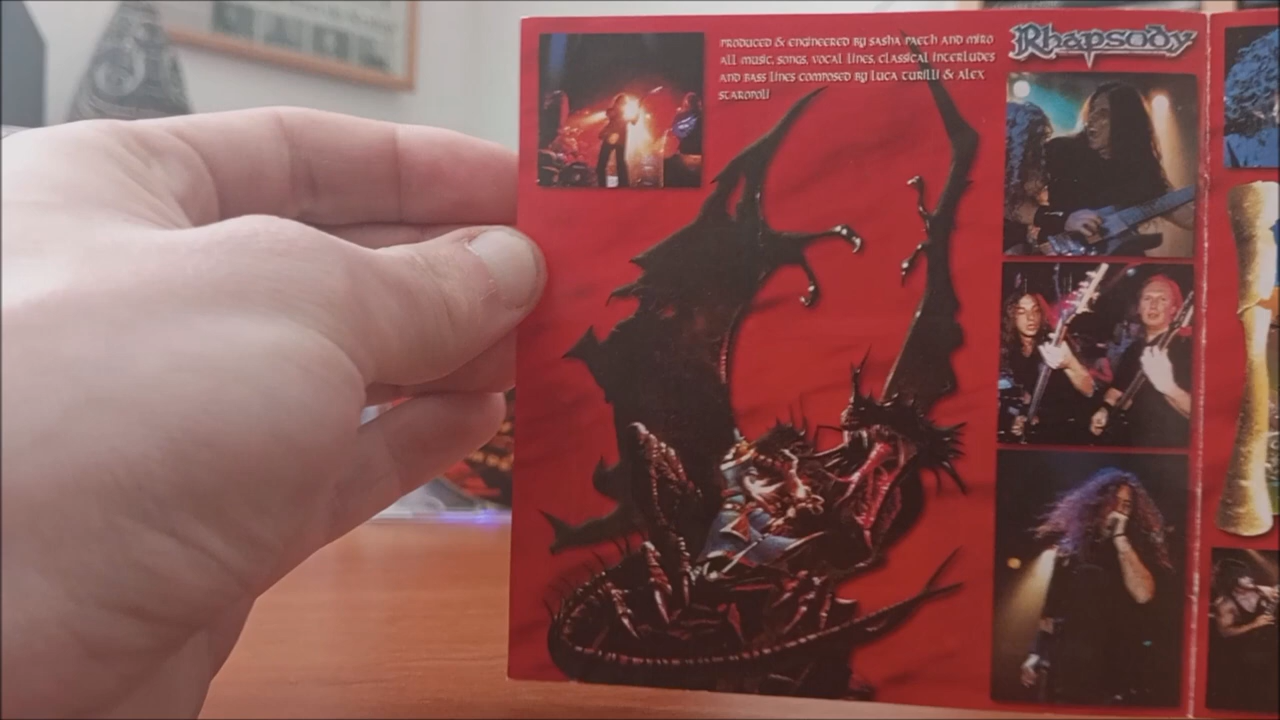 PRODUCED & ENGINEERED BY SASHA PAETH AND MIRO
ALL MUSIC, SONGS, VOCAL LINES, CLASSICAL INTERLUDES
AND BASS LINES COMPOSED BY LUCA TURILLI & ALEX
STAROPOLI
Rhapsody